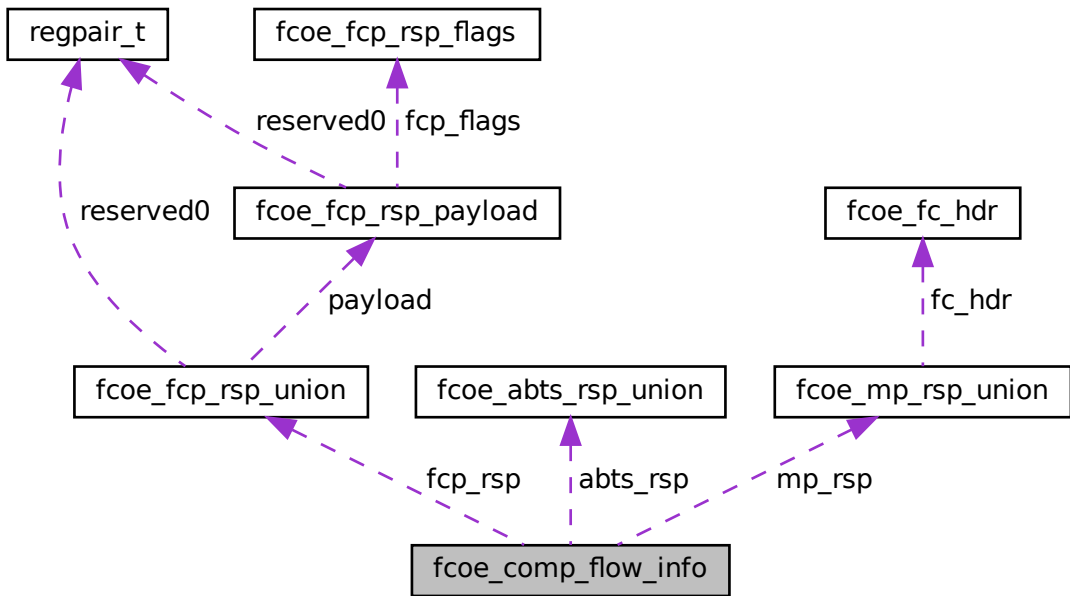 regpair_t
fcoe_fcp_rsp_flags
reserved0
fcp_flags
reserved0
fcoe_fcp_rsp_payload
fcoe_fc_hdr
payload
fc_hdr
fcoe_fcp_rsp_union
fcoe_abts_rsp_union
fcoe_mp_rsp_union
fcp_rsp
abts_rsp
mp_rsp
fcoe_comp_flow_info